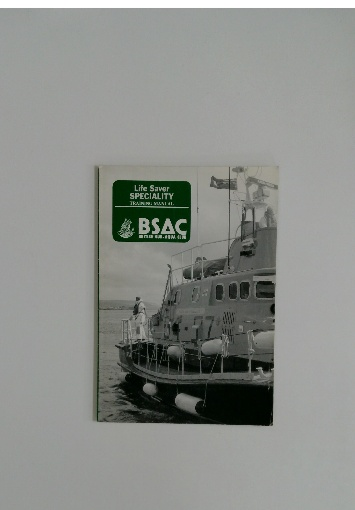 Life Saver
SPECIALITY
TRAINING MANUAL
BSAC
BRITISH SUB-AQUA CLUB